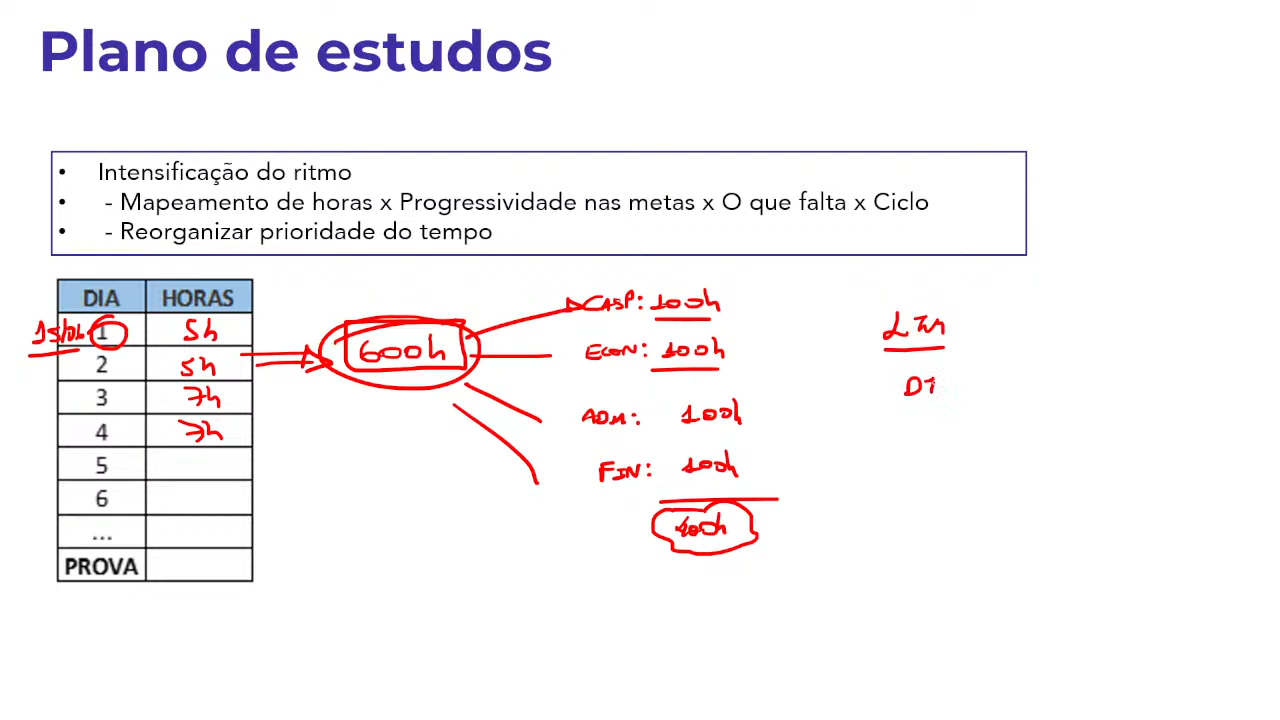 Plano de estudos
• Intensificação do ritmo
• - Mapeamento de horas x Progressividade nas metas x O que falta x Ciclo
• - Reorganizar prioridade do tempo
DIA HORAS
1 5h
2 5h
3 7h
4 7h
5
6
...
PROVA
600h
CASP: 100h
ECON: 100h
ADM: 100h
FIN: 100h
400h